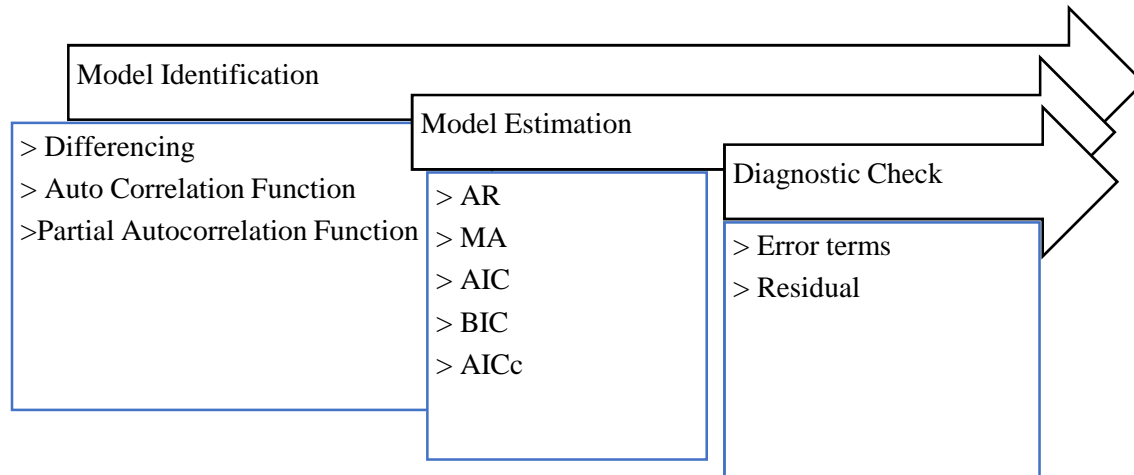 Model Identification
> Differencing
> Auto Correlation Function
>Partial Autocorrelation Function
Model Estimation
> AR
> MA
> AIC
> BIC
> AICc
Diagnostic Check
> Error terms
> Residual